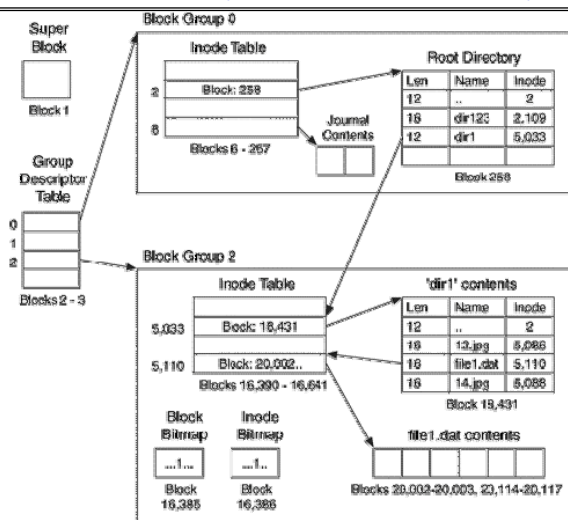 Block Group 0
Super
Block
Block 1
Group
Descriptor
Table
0
1
2
Blocks 2 - 3
Inode Table
2
Block: 258
8
Blocks 6 - 257
Journal
Contents
Root Directory
Len Name Inode
12 .. 2
16 dir123 2,109
12 dir1 5,033
Block 258
Block Group 2
Inode Table
5,033
Block: 18,431
5,110
Block: 20,002..
Blocks 16,390 - 16,641
'dir1' contents
Len Name Inode
12 .. 2
16 12.jpg 5,086
16 file1.dat 5,110
16 14.jpg 5,088
Block 18,431
Block
Bitmap
...1...
Block
16,385
Inode
Bitmap
...1..
Block
16,386
file1.dat contents
Blocks 20,002-20,003, 20,114-20,117